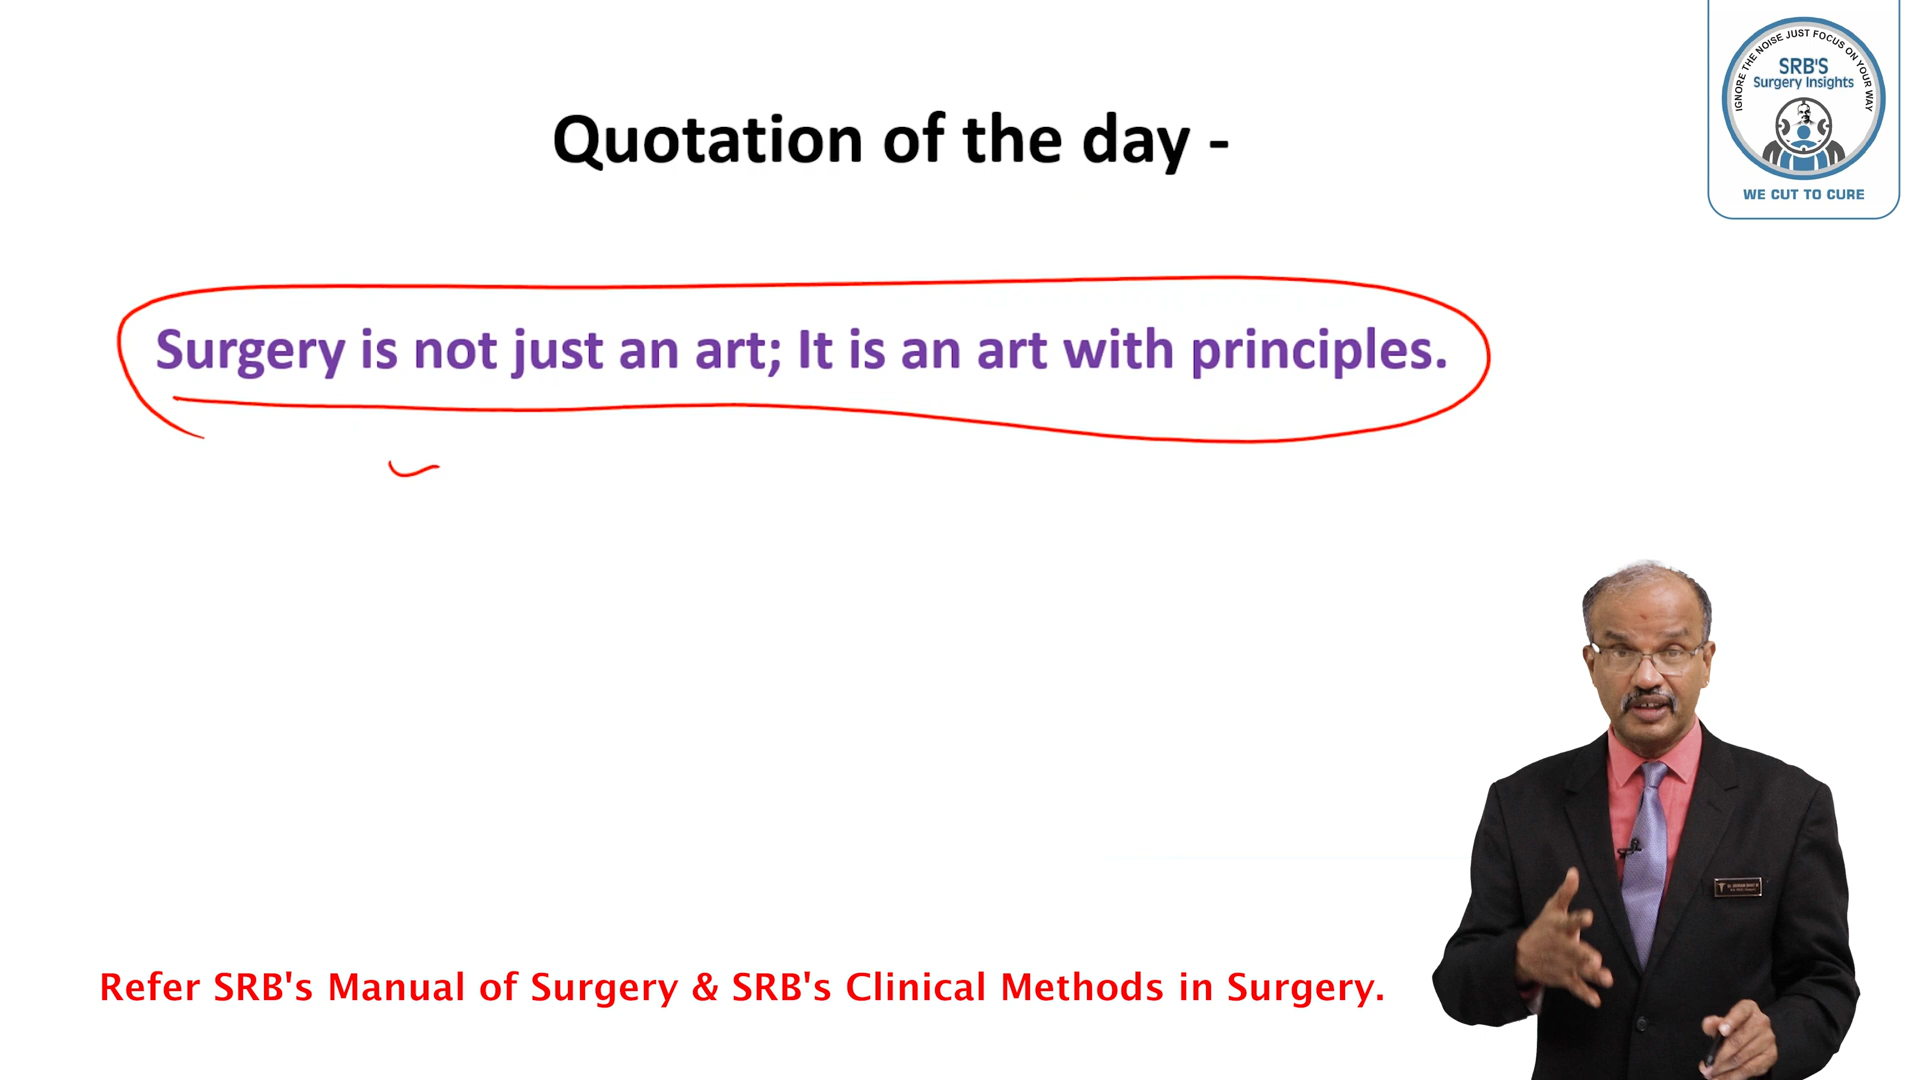 IGNORE THE NOISE JUST FOCUS ON YOUR WAY
SRB'S
Surgery Insights
WE CUT TO CURE
Quotation of the day -
Surgery is not just an art; It is an art with principles.
Refer SRB's Manual of Surgery & SRB's Clinical Methods in Surgery.